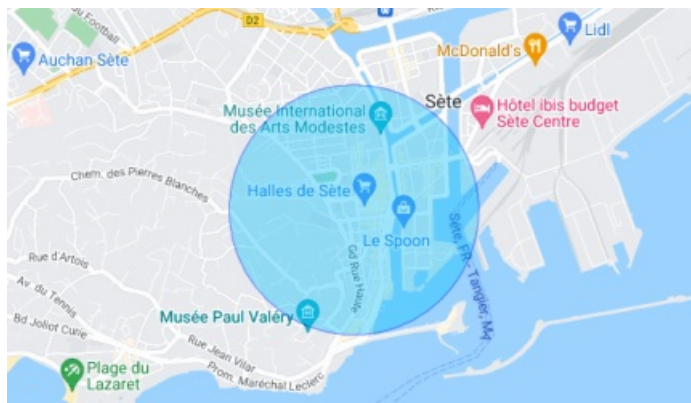 du Football
D2
Lidl
McDonald's
Auchan Sète
Sète
Hôtel ibis budget
Sète Centre
Musée International
des Arts Modestes
Chem. des Pierres Blanches
Halles de Sète
Le Spoon
Sète, FR - Tangier, MA
Gd Rue Haute
Rue d'Artois
Av. du Tennis
Bd Joliot Curie
Musée Paul Valéry
Rue Jean Vilar
Prom. Maréchal Leclerc
Plage du
Lazaret